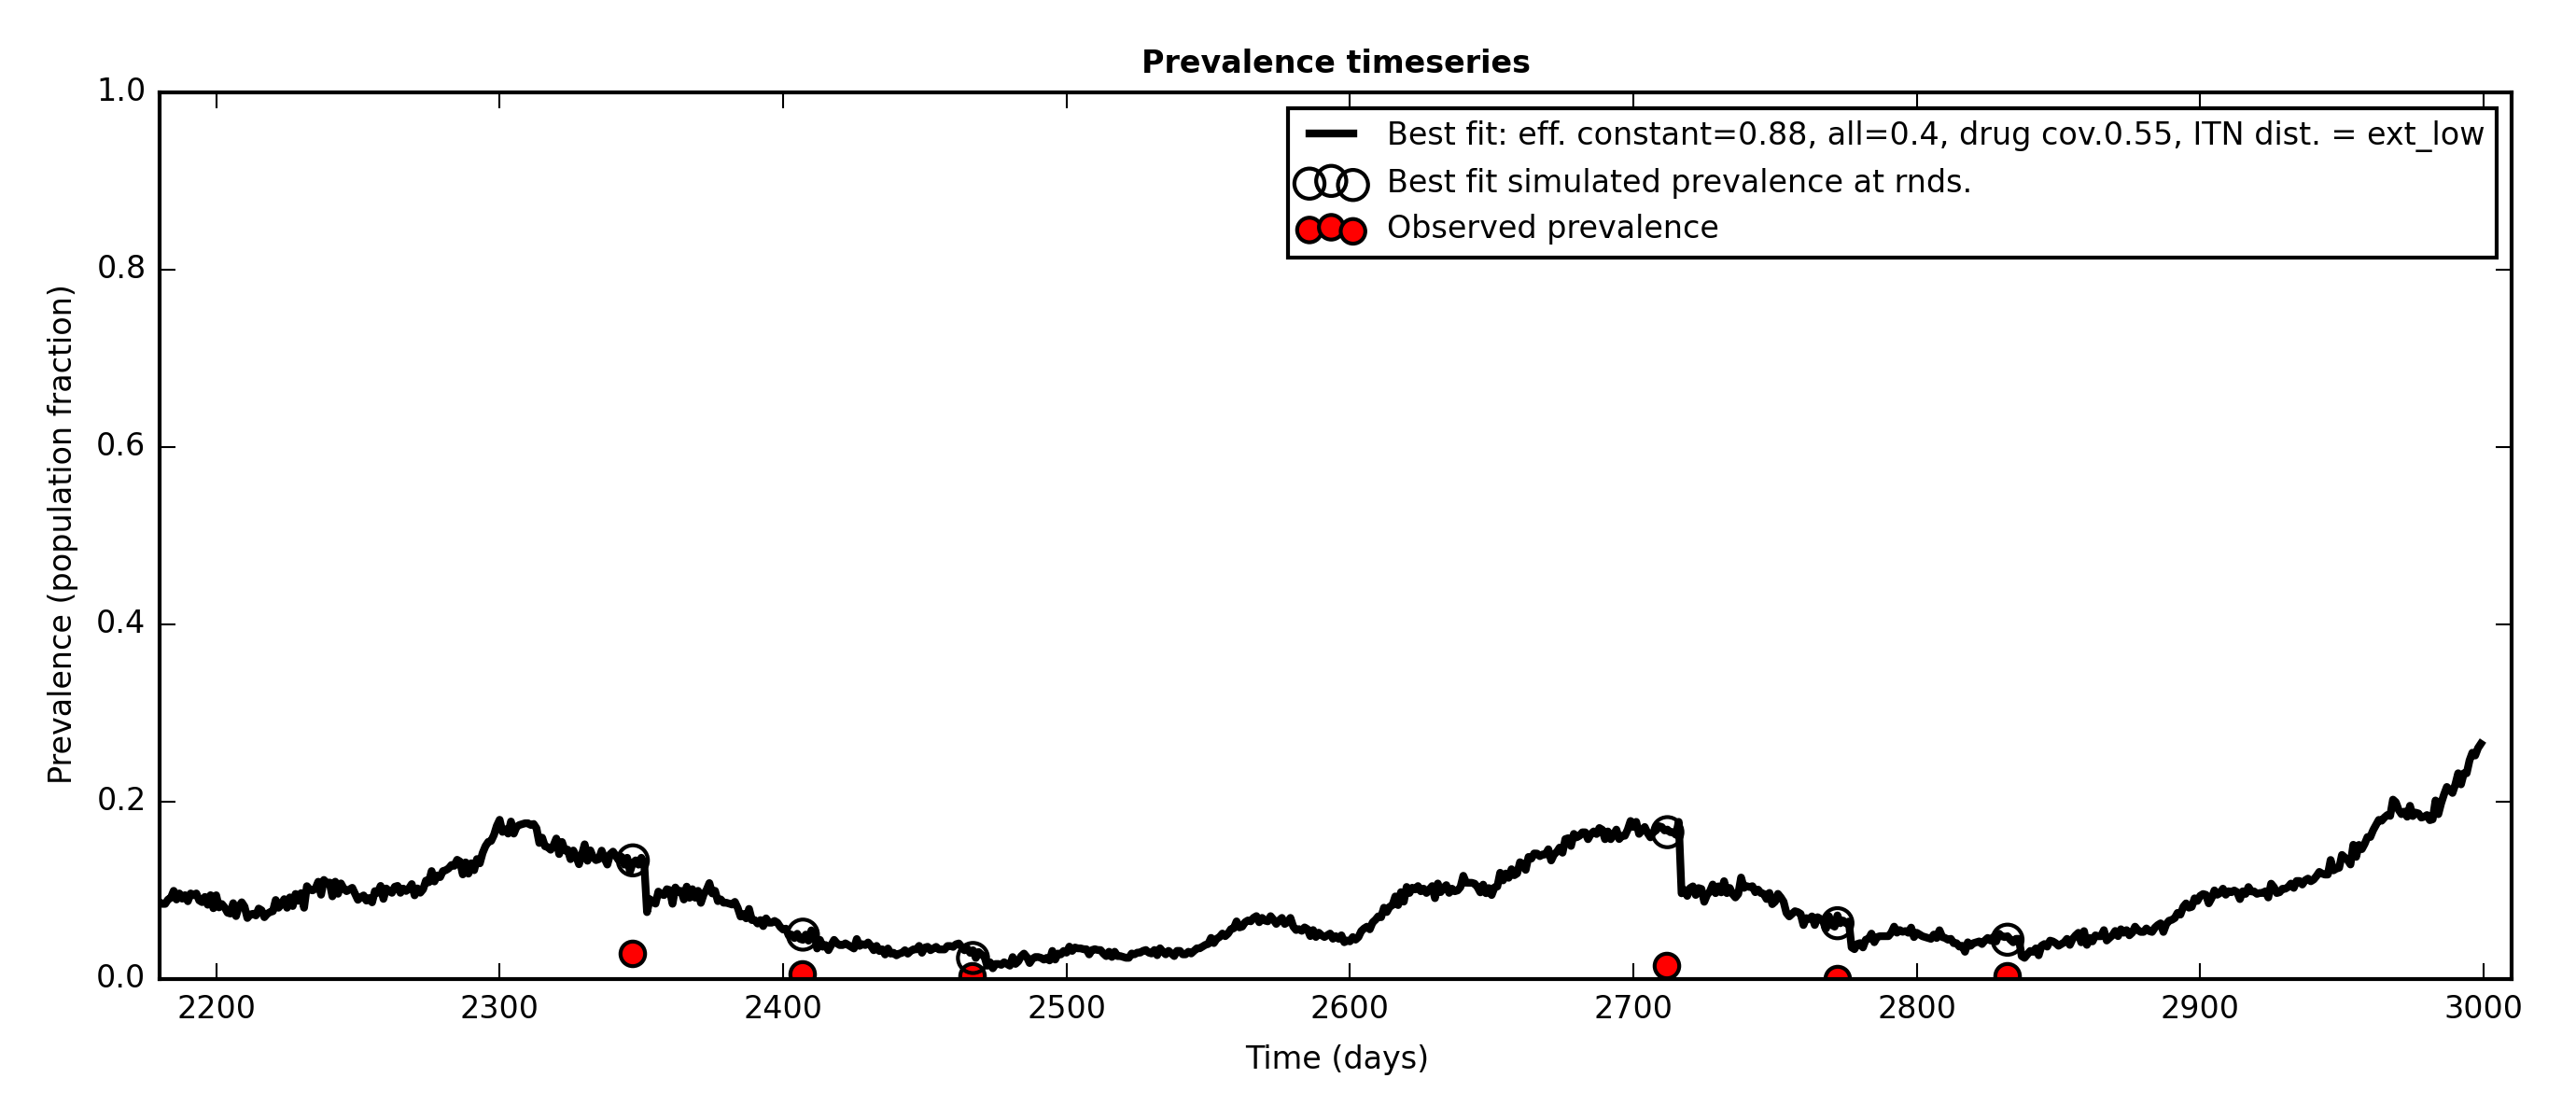 Prevalence timeseries
1.0
0.8
0.6
0.4
0.2
0.0
Prevalence (population fraction)
Best fit: eff. constant=0.88, all=0.4, drug cov.0.55, ITN dist. = ext_low
Best fit simulated prevalence at rnds.
Observed prevalence
2200 2300 2400 2500 2600 2700 2800 2900 3000
Time (days)